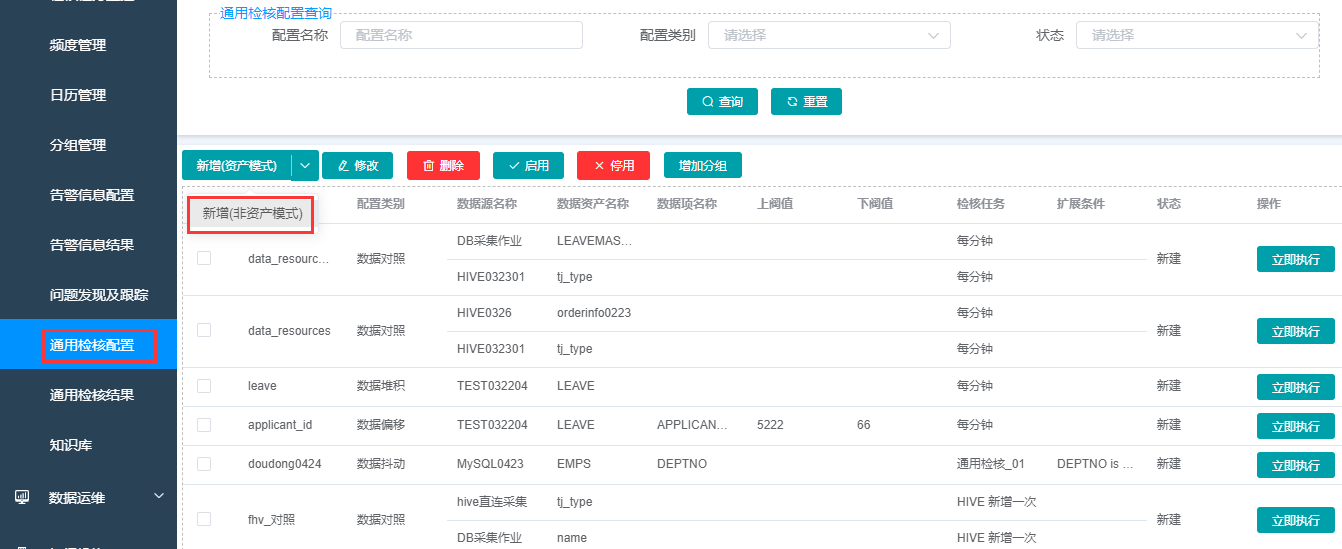 频度管理
日历管理
分组管理
告警信息配置
告警信息结果
问题发现及跟踪
通用检核配置
通用检核结果
知识库
数据运维
通用检核配置查询
配置名称 配置名称 配置类别 请选择 状态 请选择
查询 重置
新增(资产模式) 修改 删除 启用 停用 增加分组
新增(非资产模式)
配置类别 数据源名称 数据资产名称 数据项名称 上阀值 下阀值 检核任务 扩展条件 状态 操作
DB采集作业 LEAVEMAS... 每分钟
data_resourc... 数据对照 新建 立即执行
HIVE032301 tj_type 每分钟
HIVE0326 orderinfo0223 每分钟
data_resources 数据对照 新建 立即执行
HIVE032301 tj_type 每分钟
leave 数据堆积 TEST032204 LEAVE 每分钟 新建 立即执行
applicant_id 数据偏移 TEST032204 LEAVE APPLICAN... 5222 66 每分钟 新建 立即执行
doudong0424 数据抖动 MySQL0423 EMPS DEPTNO 通用检核_01 DEPTNO is ... 新建 立即执行
hive直连采集 tj_type HIVE 新增一次
fhv_对照 数据对照 新建 立即执行
DB采集作业 name HIVE 新增一次